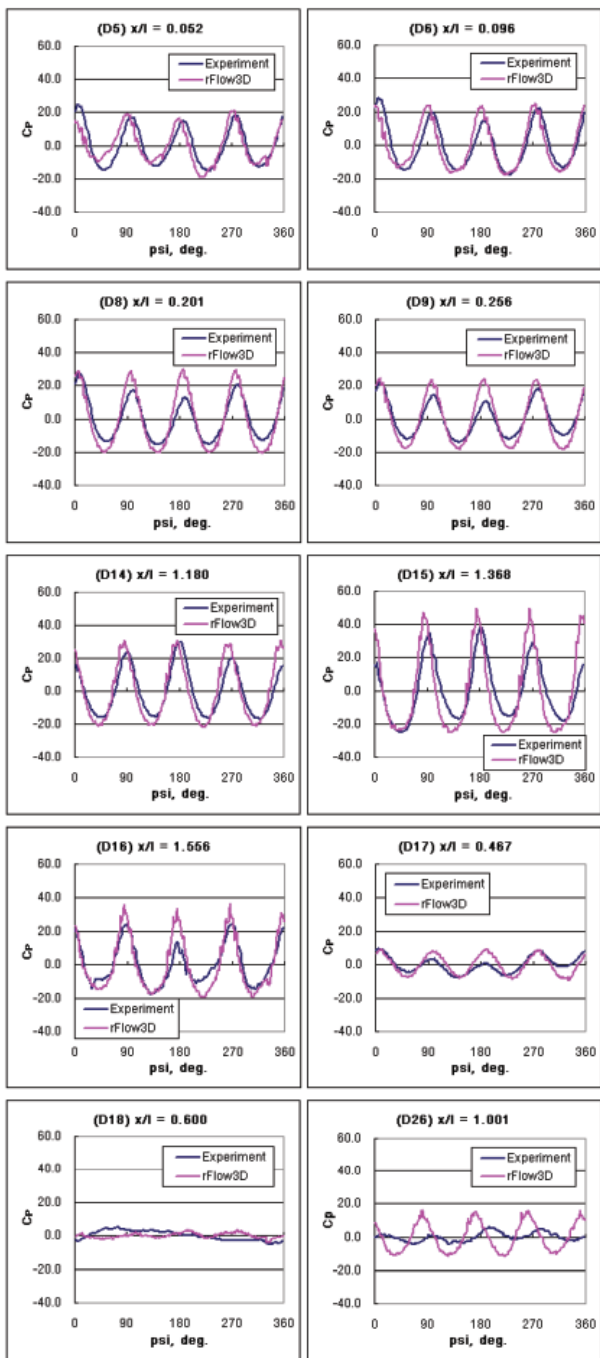 (D5) x/l = 0.052
60.0
40.0
20.0
0.0
-20.0
-40.0
CP
Experiment
rFlow3D
0 90 180 270 360
psi, deg.
(D6) x/l = 0.096
60.0
40.0
20.0
0.0
-20.0
-40.0
CP
Experiment
rFlow3D
0 90 180 270 360
psi, deg.
(D8) x/l = 0.201
60.0
40.0
20.0
0.0
-20.0
-40.0
CP
Experiment
rFlow3D
0 90 180 270 360
psi, deg.
(D9) x/l = 0.256
60.0
40.0
20.0
0.0
-20.0
-40.0
CP
Experiment
rFlow3D
0 90 180 270 360
psi, deg.
(D14) x/l = 1.180
60.0
40.0
20.0
0.0
-20.0
-40.0
CP
Experiment
rFlow3D
0 90 180 270 360
psi, deg.
(D15) x/l = 1.368
60.0
40.0
20.0
0.0
-20.0
-40.0
CP
Experiment
rFlow3D
0 90 180 270 360
psi, deg.
(D16) x/l = 1.556
60.0
40.0
20.0
0.0
-20.0
-40.0
CP
Experiment
rFlow3D
0 90 180 270 360
psi, deg.
(D17) x/l = 0.467
60.0
40.0
20.0
0.0
-20.0
-40.0
CP
Experiment
rFlow3D
0 90 180 270 360
psi, deg.
(D18) x/l = 0.600
60.0
40.0
20.0
0.0
-20.0
-40.0
CP
Experiment
rFlow3D
0 90 180 270 360
psi, deg.
(D26) x/l = 1.001
60.0
40.0
20.0
0.0
-20.0
-40.0
Cp
Experiment
rFlow3D
0 90 180 270 360
psi, deg.